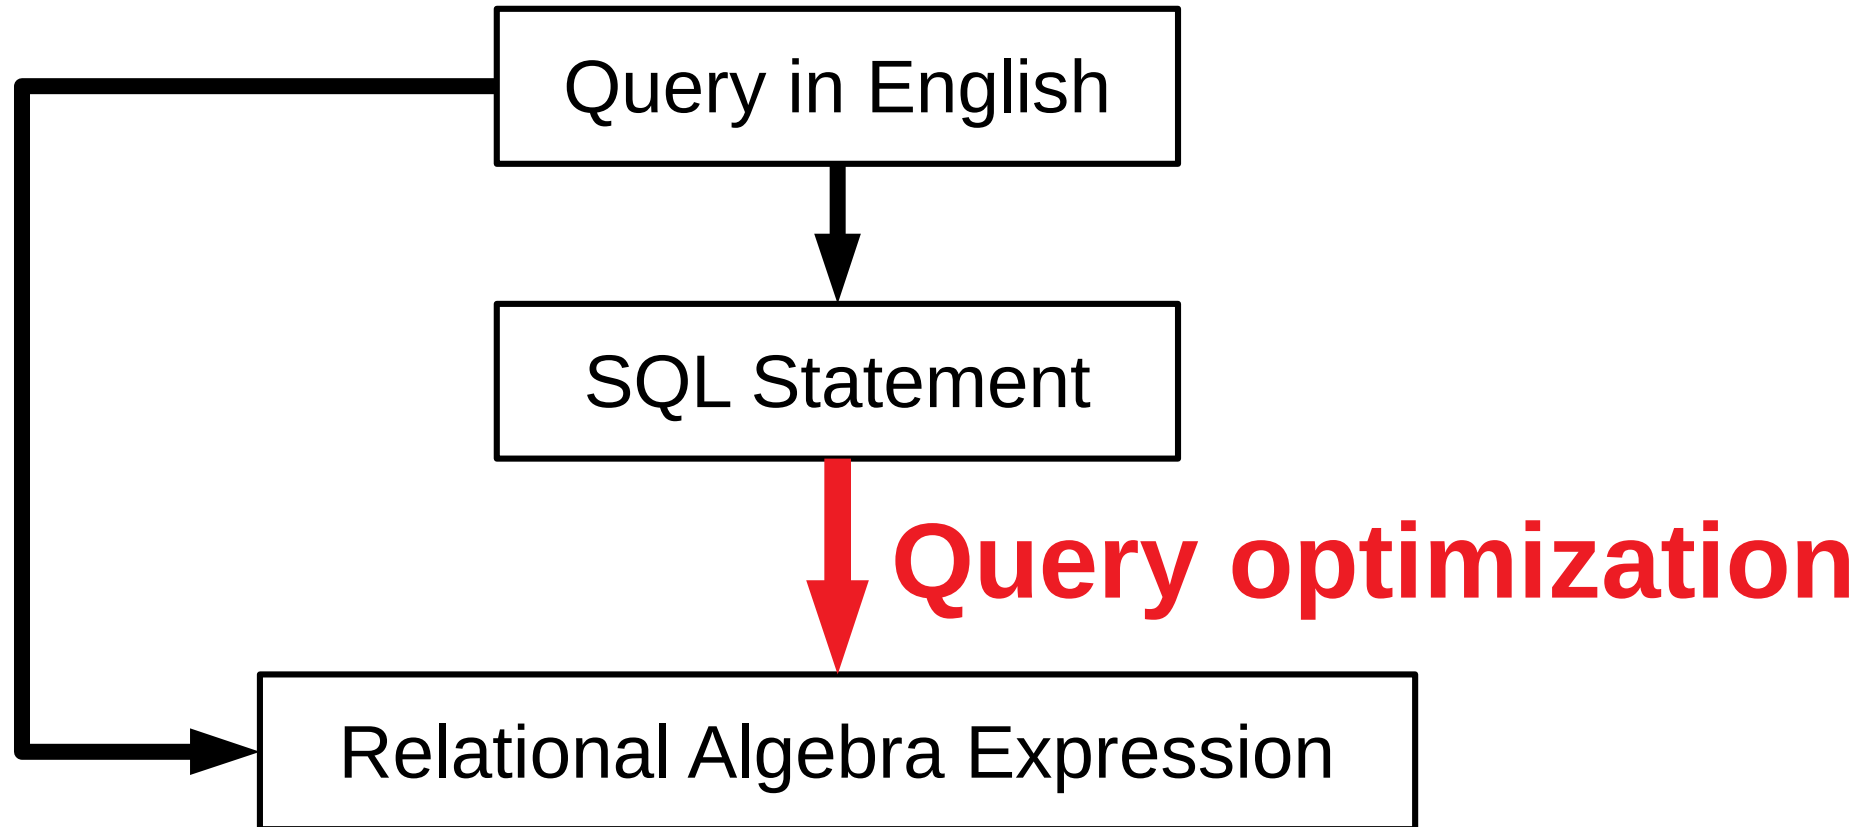 Query in English
SQL Statement
Query optimization
Relational Algebra Expression